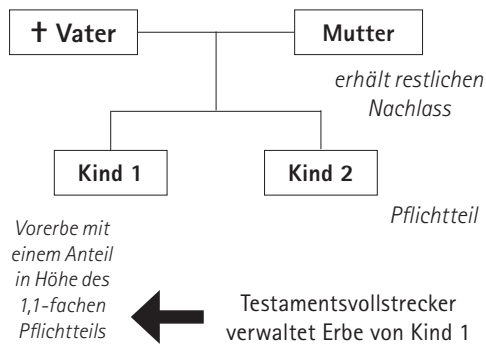 ✝ Vater
Mutter
erhält restlichen
Nachlass
Kind 1
Kind 2
Vorerbe mit
einem Anteil
in Höhe des
1,1-fachen
Pflichtteils
Pflichtteil
Testamentsvollstrecker
verwaltet Erbe von Kind 1